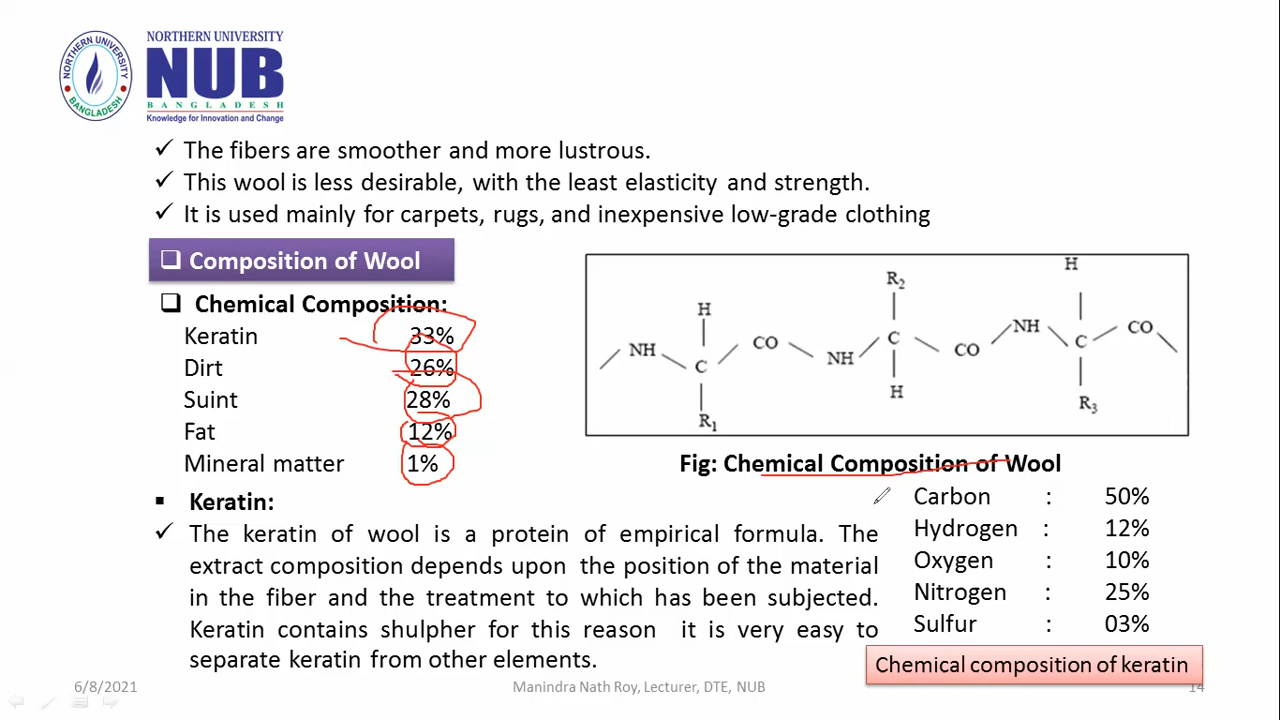 NORTHERN UNIVERSITY
NUB
BANGLADESH
Knowledge for Innovation and Change
NORTHERN UNIVERSITY
BANGLADESH
✓ The fibers are smoother and more lustrous.
✓ This wool is less desirable, with the least elasticity and strength.
✓ It is used mainly for carpets, rugs, and inexpensive low-grade clothing
❑ Composition of Wool
❑ Chemical Composition:
Keratin 33%
Dirt 26%
Suint 28%
Fat 12%
Mineral matter 1%
H R₂ H
NH C CO NH C CO NH C CO
R₁ H R₃
Fig: Chemical Composition of Wool
▪ Keratin:
✓ The keratin of wool is a protein of empirical formula. The
extract composition depends upon the position of the material
in the fiber and the treatment to which has been subjected.
Keratin contains shulpher for this reason it is very easy to
separate keratin from other elements.
Carbon : 50%
Hydrogen : 12%
Oxygen : 10%
Nitrogen : 25%
Sulfur : 03%
Chemical composition of keratin
6/8/2021 Manindra Nath Roy, Lecturer, DTE, NUB 14